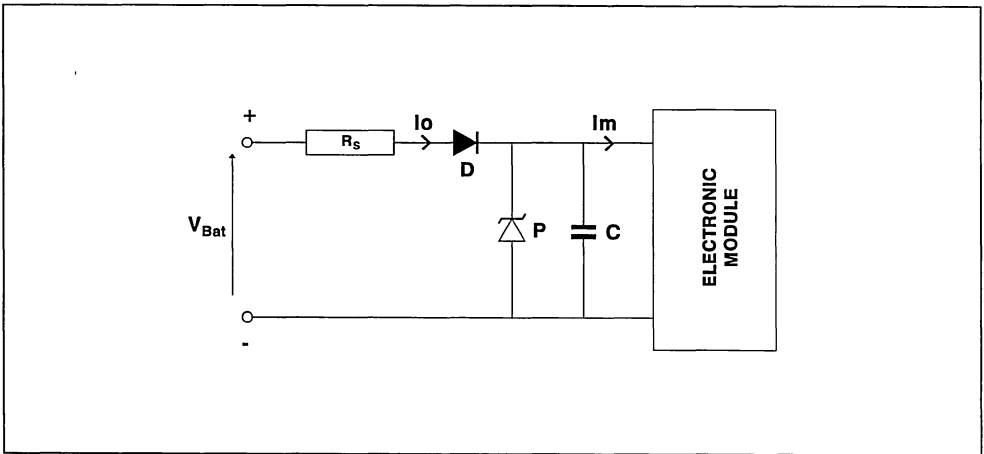 +
Io
Im
Rs
D
VBat
P
C
ELECTRONIC
MODULE
-